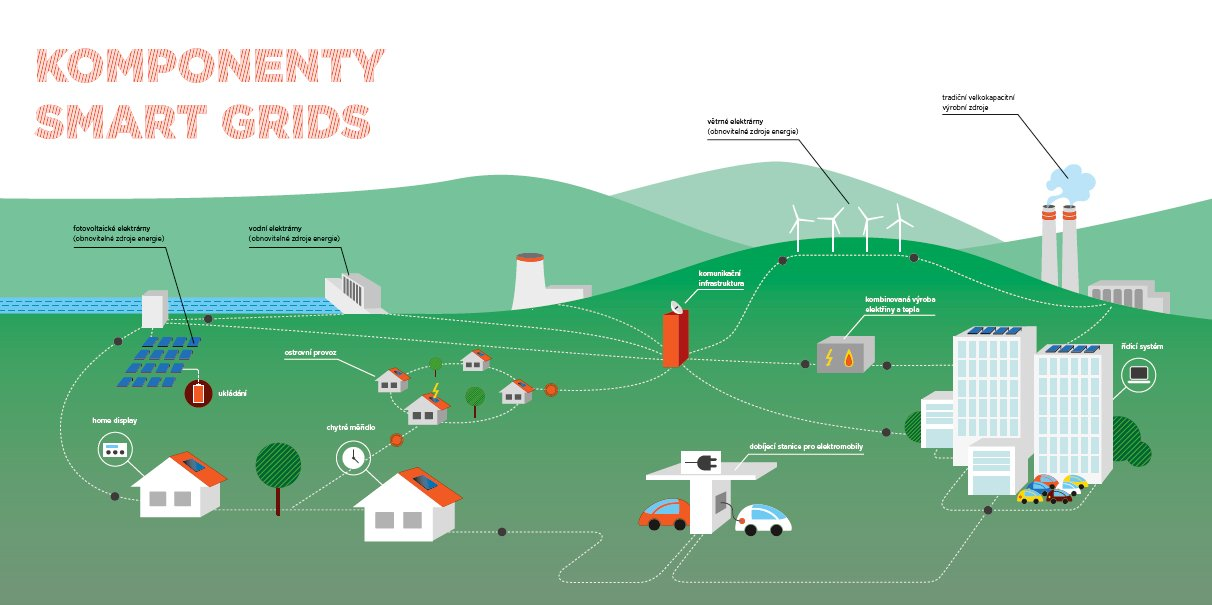 KOMPONENTY
SMART GRIDS
tradiční velkokapacitní
výrobní zdroje
větrné elektrárny
(obnovitelné zdroje energie)
fotovoltaické elektrárny
(obnovitelné zdroje energie)
vodní elektrárny
(obnovitelné zdroje energie)
komunikační
infrastruktura
kombinovaná výroba
elektřiny a tepla
řídicí systém
ostrovní provoz
ukládání
home display
chytré měřidlo
dobíjecí stanice pro elektromobily